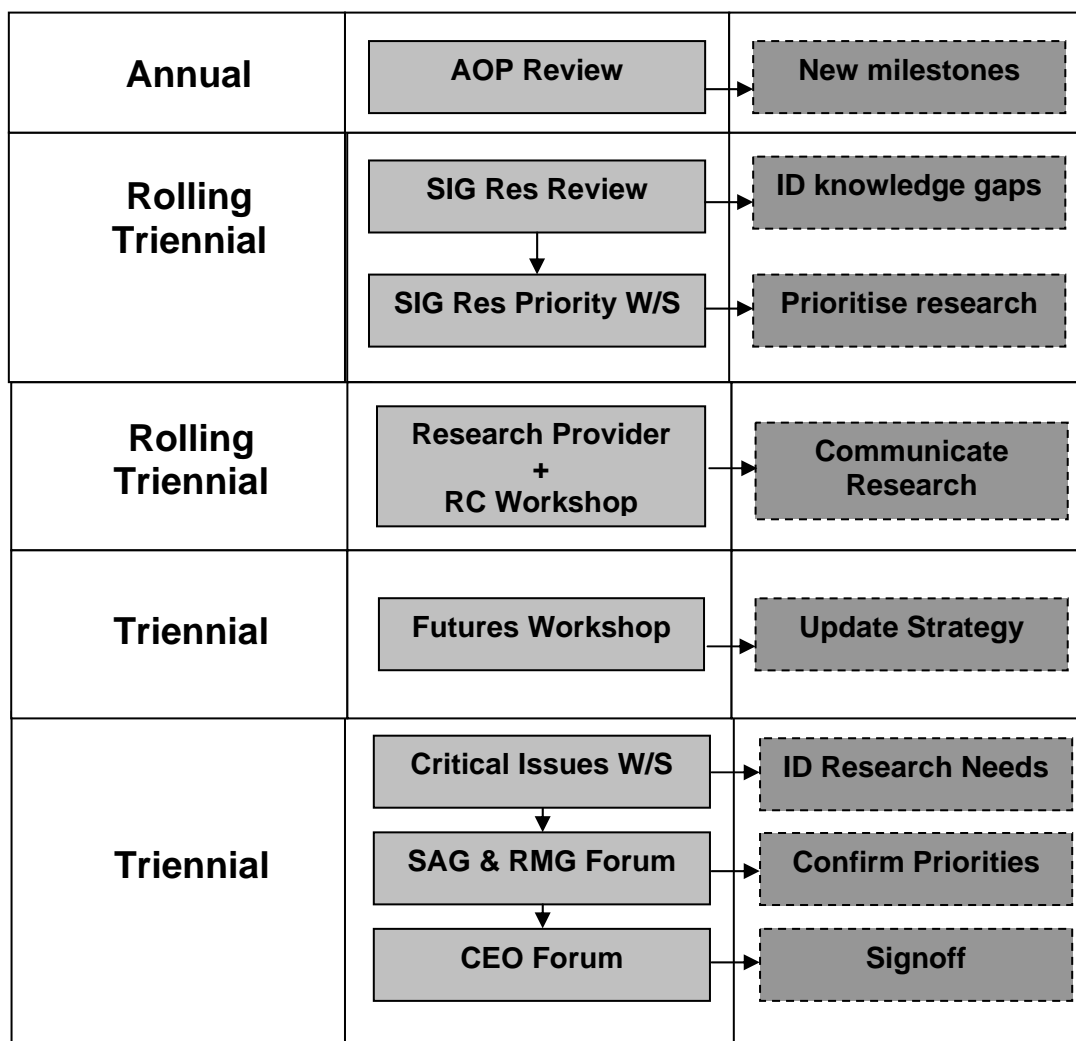 Annual
AOP Review
New milestones
Rolling
Triennial
SIG Res Review
ID knowledge gaps
SIG Res Priority W/S
Prioritise research
Rolling
Triennial
Research Provider
+
RC Workshop
Communicate
Research
Triennial
Futures Workshop
Update Strategy
Triennial
Critical Issues W/S
ID Research Needs
SAG & RMG Forum
Confirm Priorities
CEO Forum
Signoff